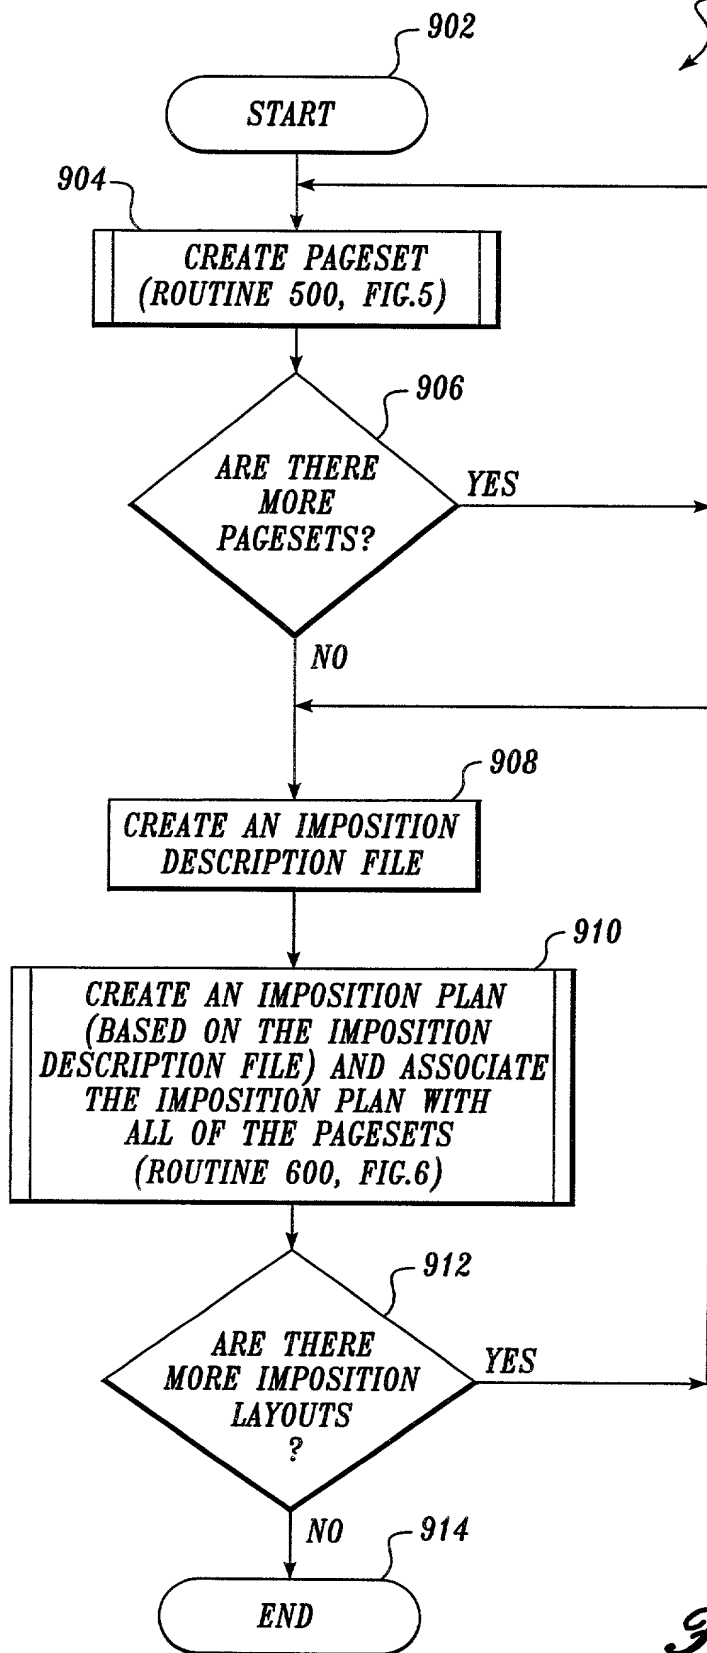 902
START
904
CREATE PAGESET
(ROUTINE 500, FIG.5)
906
ARE THERE
MORE
PAGESETS?
YES
NO
908
CREATE AN IMPOSITION
DESCRIPTION FILE
910
CREATE AN IMPOSITION PLAN
(BASED ON THE IMPOSITION
DESCRIPTION FILE) AND ASSOCIATE
THE IMPOSITION PLAN WITH
ALL OF THE PAGESETS
(ROUTINE 600, FIG.6)
912
ARE THERE
MORE IMPOSITION
LAYOUTS
?
YES
NO
914
END